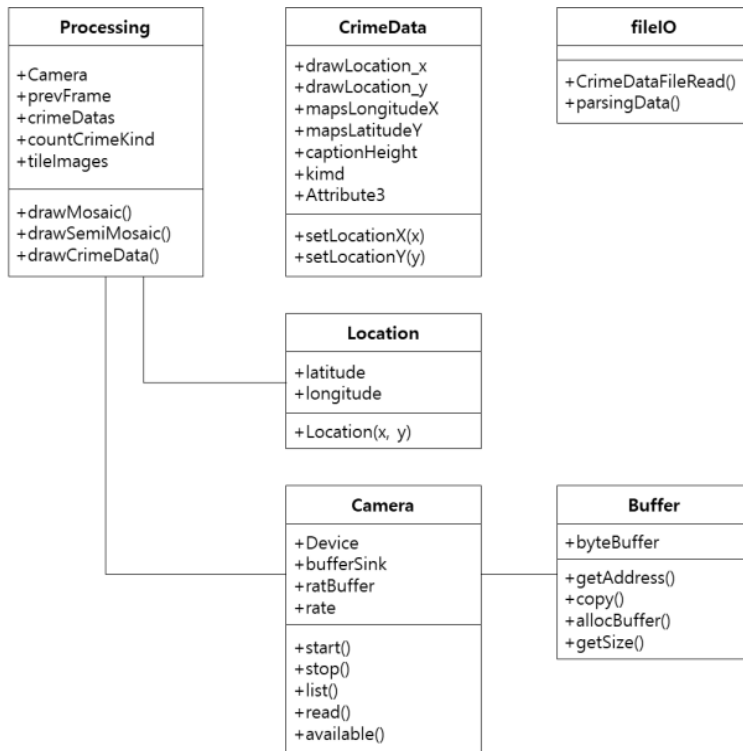 Processing
+Camera
+prevFrame
+crimeDatas
+countCrimeKind
+tileImages
+drawMosaic()
+drawSemiMosaic()
+drawCrimeData()
CrimeData
+drawLocation_x
+drawLocation_y
+mapsLongitudeX
+mapsLatitudeY
+captionHeight
+kimd
+Attribute3
+setLocationX(x)
+setLocationY(y)
fileIO
+CrimeDataFileRead()
+parsingData()
Location
+latitude
+longitude
+Location(x, y)
Camera
+Device
+bufferSink
+ratBuffer
+rate
+start()
+stop()
+list()
+read()
+available()
Buffer
+byteBuffer
+getAddress()
+copy()
+allocBuffer()
+getSize()